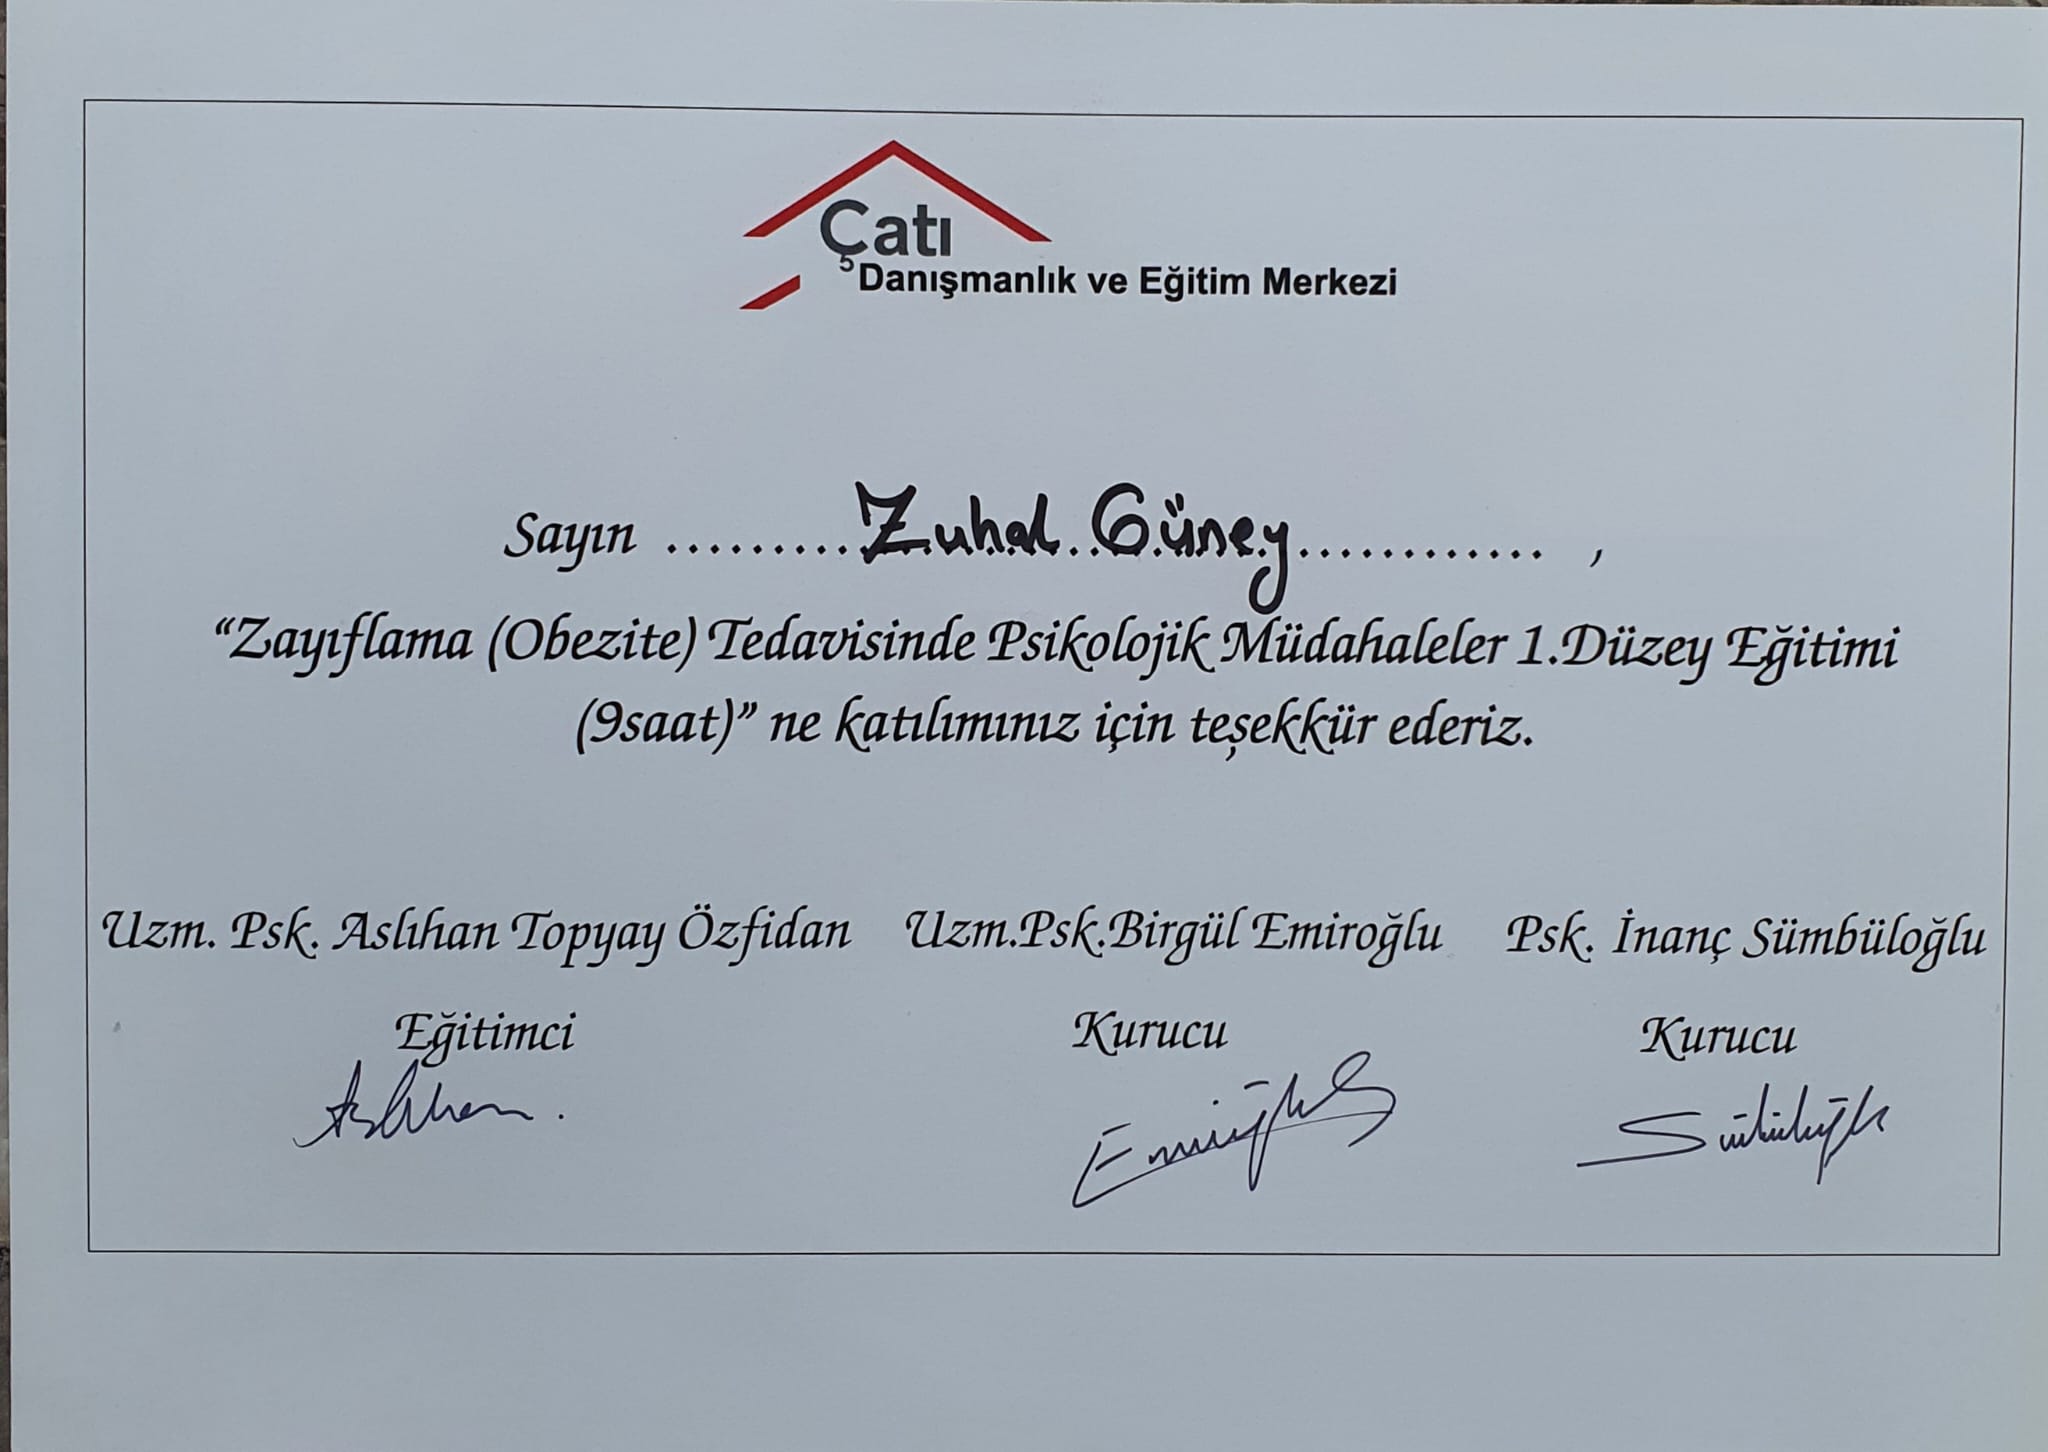 Çatı
Danışmanlık ve Eğitim Merkezi
Sayın ......... Zuhal Güney ............ ,
“Zayıflama (Obezite) Tedavisinde Psikolojik Müdahaleler 1.Düzey Eğitimi
(9saat)” ne katılımınız için teşekkür ederiz.
Uzm. Psk. Aslıhan Topyay Özfidan Uzm.Psk.Birgül Emiroğlu Psk. İnanç Sümbüloğlu
Eğitimci Kurucu Kurucu
Aslıhan.